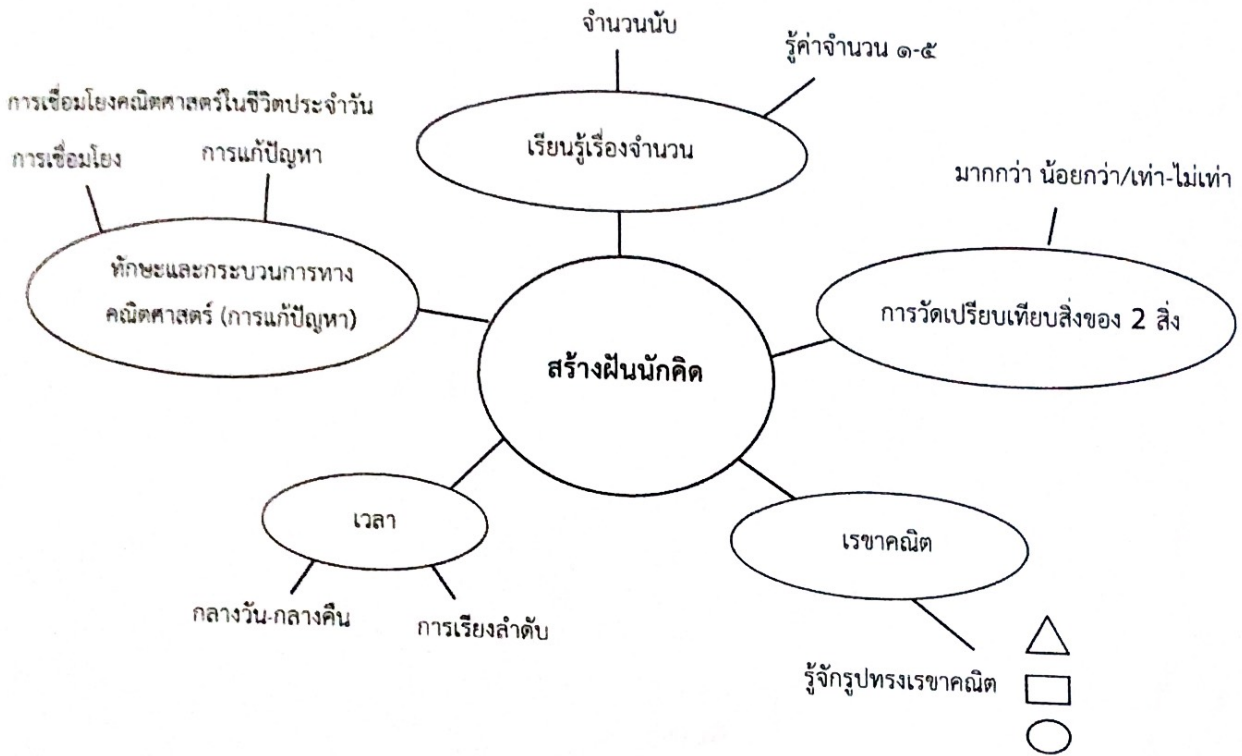 จำนวนนับ
รู้ค่าจำนวน ๑-๕
เรียนรู้เรื่องจำนวน
การเชื่อมโยงคณิตศาสตร์ในชีวิตประจำวัน
การเชื่อมโยง
การแก้ปัญหา
ทักษะและกระบวนการทาง
คณิตศาสตร์ (การแก้ปัญหา)
มากกว่า น้อยกว่า/เท่า-ไม่เท่า
การวัดเปรียบเทียบสิ่งของ 2 สิ่ง
สร้างฝันนักคิด
เวลา
กลางวัน-กลางคืน
การเรียงลำดับ
เรขาคณิต
รู้จักรูปทรงเรขาคณิต